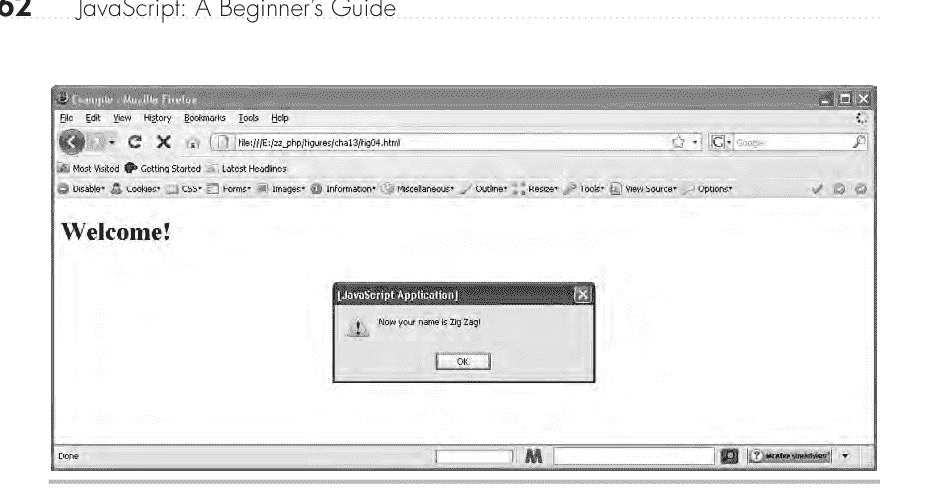 62 JavaScript: A Beginner's Guide
Example - Mozilla Firefox
File Edit View History Bookmarks Tools Help
file:///E:/zz_php/figures/cha13/fig04.html
G Google
Most Visited Getting Started Latest Headlines
Disable Cookies CSS Forms Images Information Miscellaneous Outline Resize Tools View Source Options
Welcome!
[JavaScript Application]
Now your name is Zig Zag!
OK
Done
M